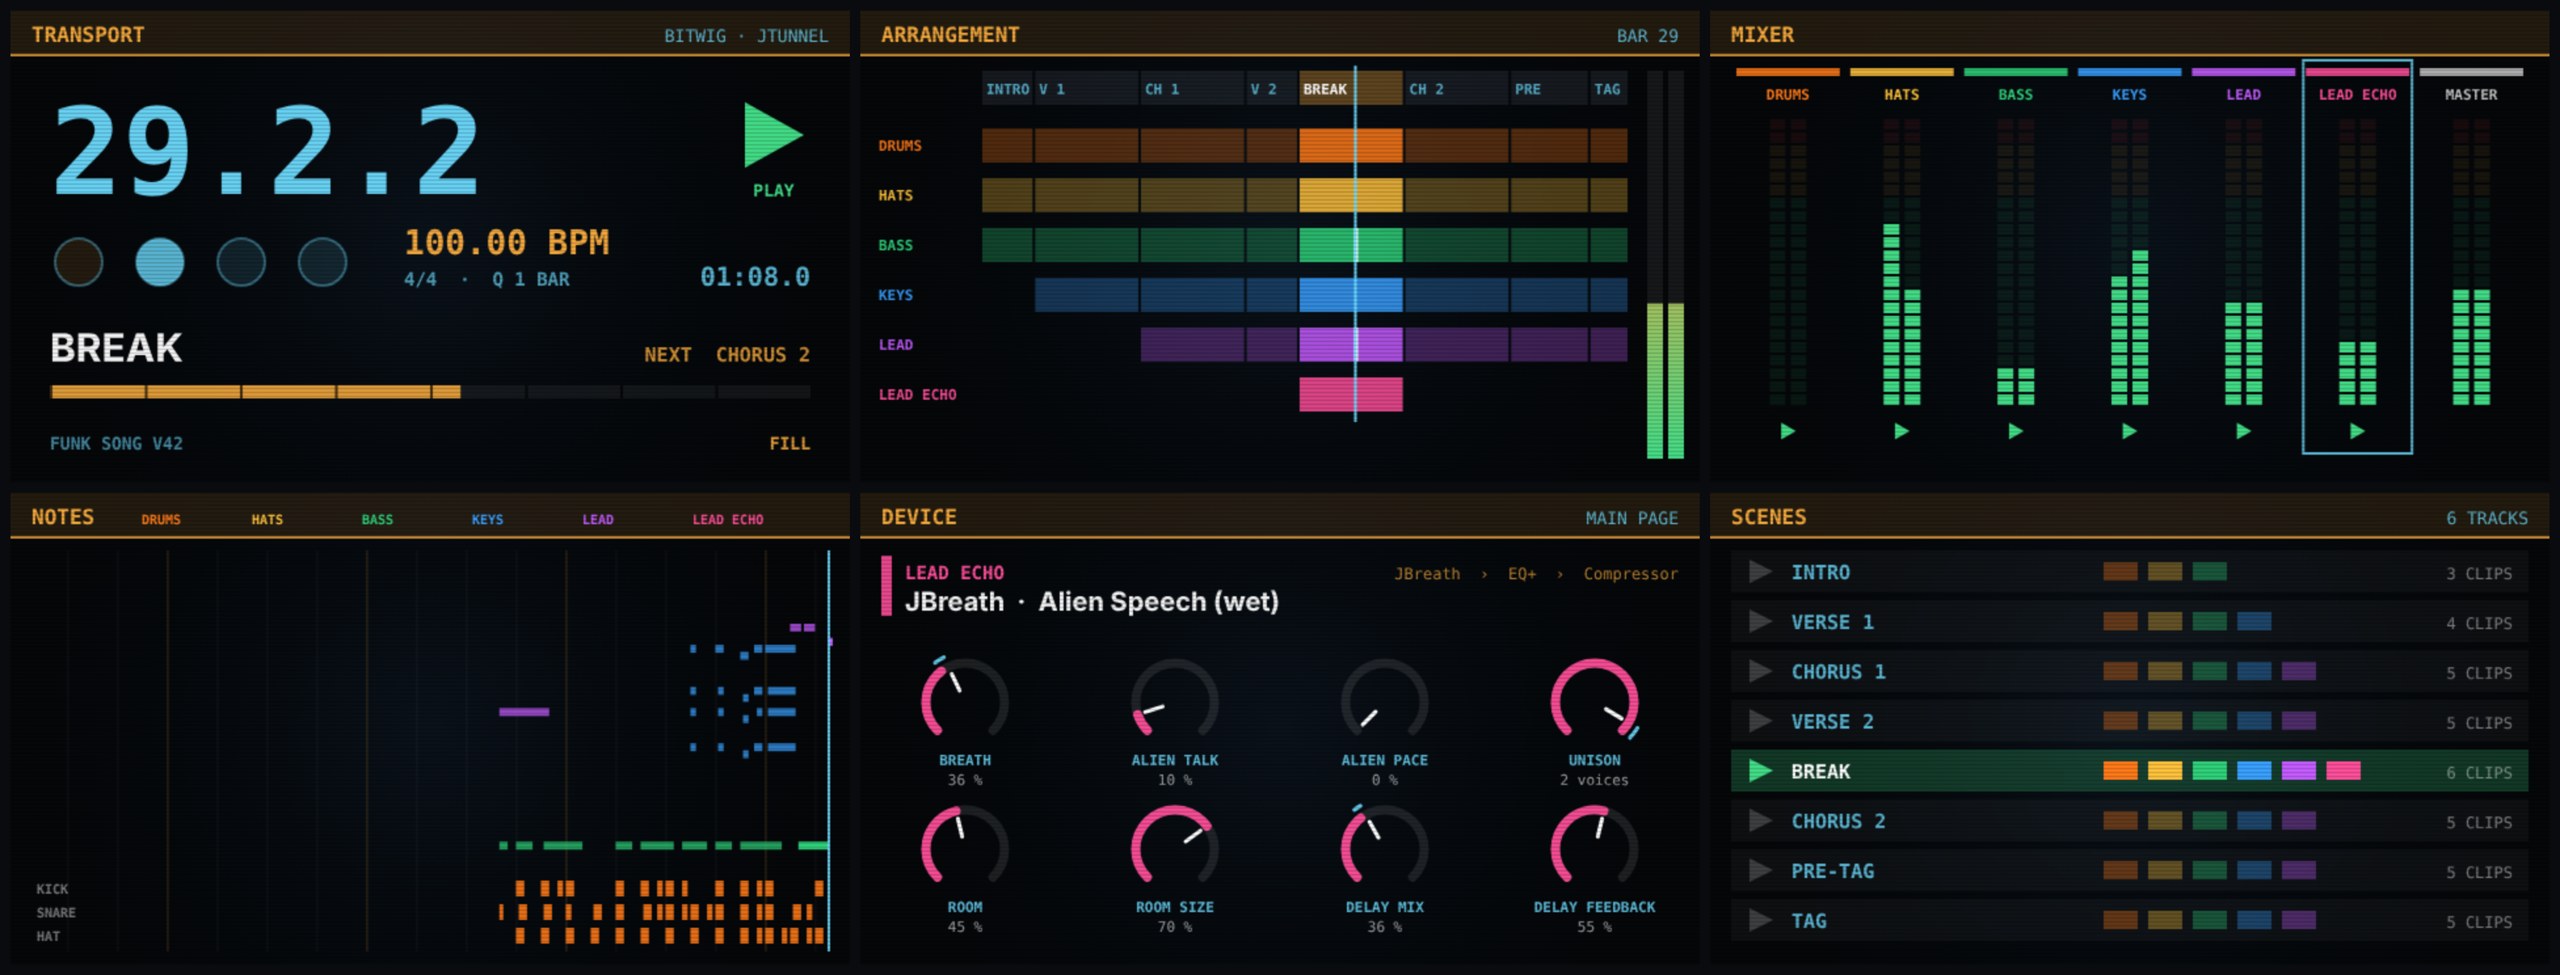 TRANSPORT
BITWIG · JTUNNEL
29.2.2
PLAY
100.00 BPM
4/4 · Q 1 BAR
01:08.0
BREAK
NEXT CHORUS 2
FUNK SONG V42
FILL
ARRANGEMENT
BAR 29
INTRO V 1 CH 1 V 2 BREAK CH 2 PRE TAG
DRUMS
HATS
BASS
KEYS
LEAD
LEAD ECHO
MIXER
DRUMS HATS BASS KEYS LEAD LEAD ECHO MASTER
NOTES DRUMS HATS BASS KEYS LEAD LEAD ECHO
KICK
SNARE
HAT
DEVICE
MAIN PAGE
LEAD ECHO
JBreath › EQ+ › Compressor
JBreath · Alien Speech (wet)
BREATH ALIEN TALK ALIEN PACE UNISON
36 % 10 % 0 % 2 voices
ROOM ROOM SIZE DELAY MIX DELAY FEEDBACK
45 % 70 % 36 % 55 %
SCENES
6 TRACKS
INTRO 3 CLIPS
VERSE 1 4 CLIPS
CHORUS 1 5 CLIPS
VERSE 2 5 CLIPS
BREAK 6 CLIPS
CHORUS 2 5 CLIPS
PRE-TAG 5 CLIPS
TAG 5 CLIPS